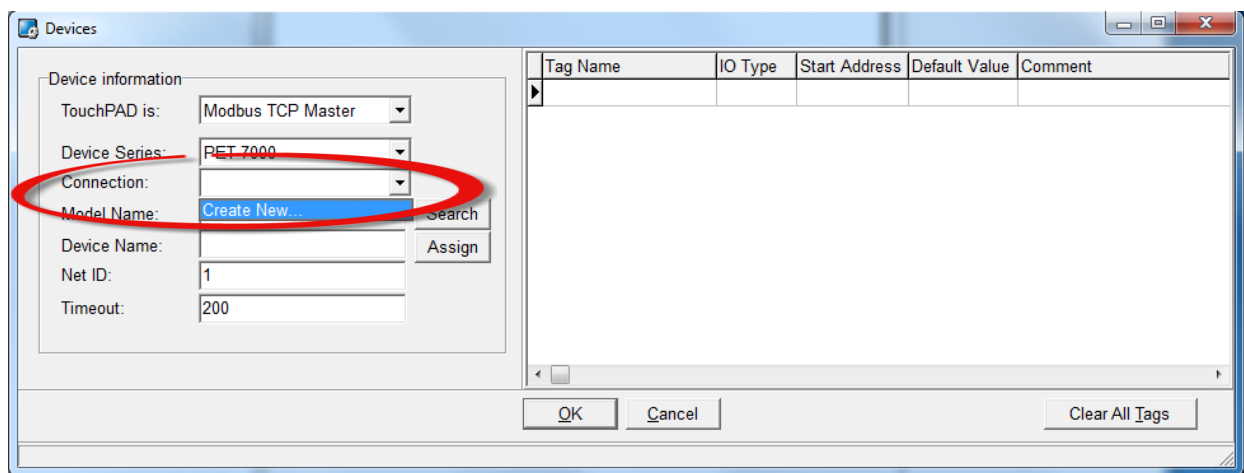 Devices
Device information
TouchPAD is: Modbus TCP Master
Device Series: PET-7000
Connection:
Model Name: Create New... Search
Device Name: Assign
Net ID: 1
Timeout: 200
Tag Name IO Type Start Address Default Value Comment
OK Cancel Clear All Tags